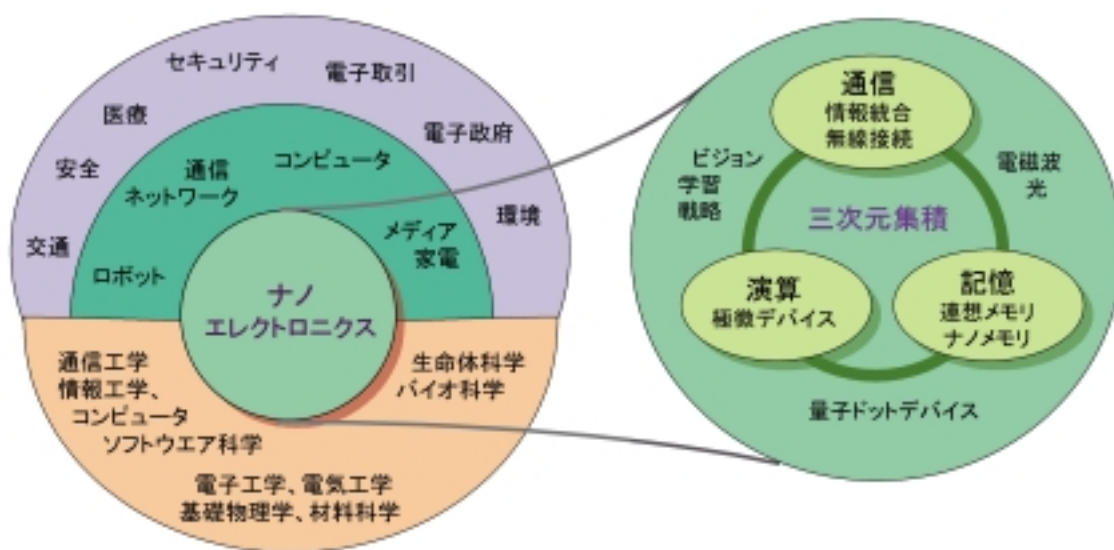 セキュリティ
電子取引
医療
電子政府
安全
環境
交通
通信
ネットワーク
コンピュータ
メディア
家電
ロボット
ナノ
エレクトロニクス
通信工学
情報工学、
コンピュータ
ソフトウエア科学
生命体科学
バイオ科学
電子工学、電気工学
基礎物理学、材料科学
通信
情報統合
無線接続
ビジョン
学習
戦略
電磁波
光
三次元集積
演算
極微デバイス
記憶
連想メモリ
ナノメモリ
量子ドットデバイス